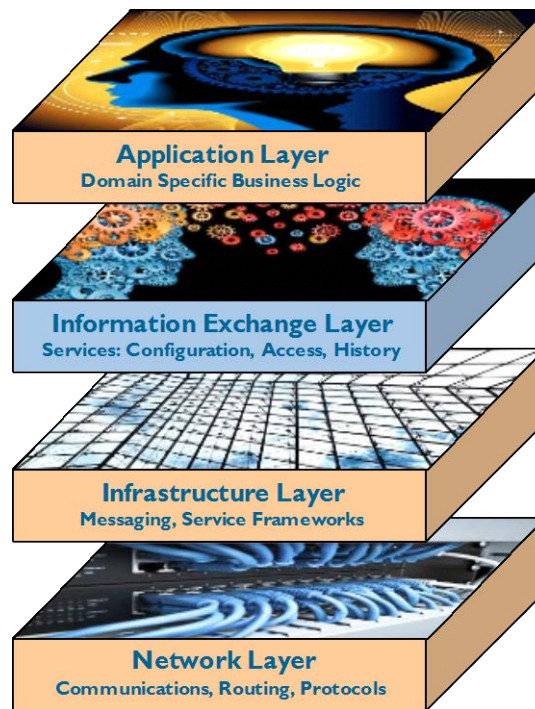 Application Layer
Domain Specific Business Logic
Information Exchange Layer
Services: Configuration, Access, History
Infrastructure Layer
Messaging, Service Frameworks
Network Layer
Communications, Routing, Protocols